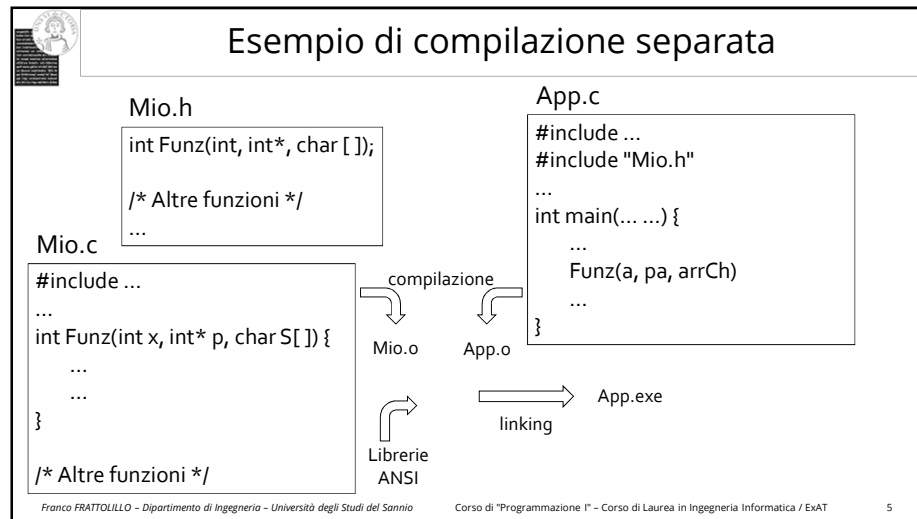 Esempio di compilazione separata
Mio.h
int Funz(int, int*, char [ ]);
/* Altre funzioni */
...
Mio.c
#include ...
...
int Funz(int x, int* p, char S[ ]) {
...
...
}
/* Altre funzioni */
App.c
#include ...
#include "Mio.h"
...
int main(... ...) {
...
Funz(a, pa, arrCh)
...
}
compilazione
Mio.o App.o
App.exe
linking
Librerie
ANSI
Franco FRATTOLILLO – Dipartimento di Ingegneria – Università degli Studi del Sannio Corso di "Programmazione I" – Corso di Laurea in Ingegneria Informatica / ExAT 5